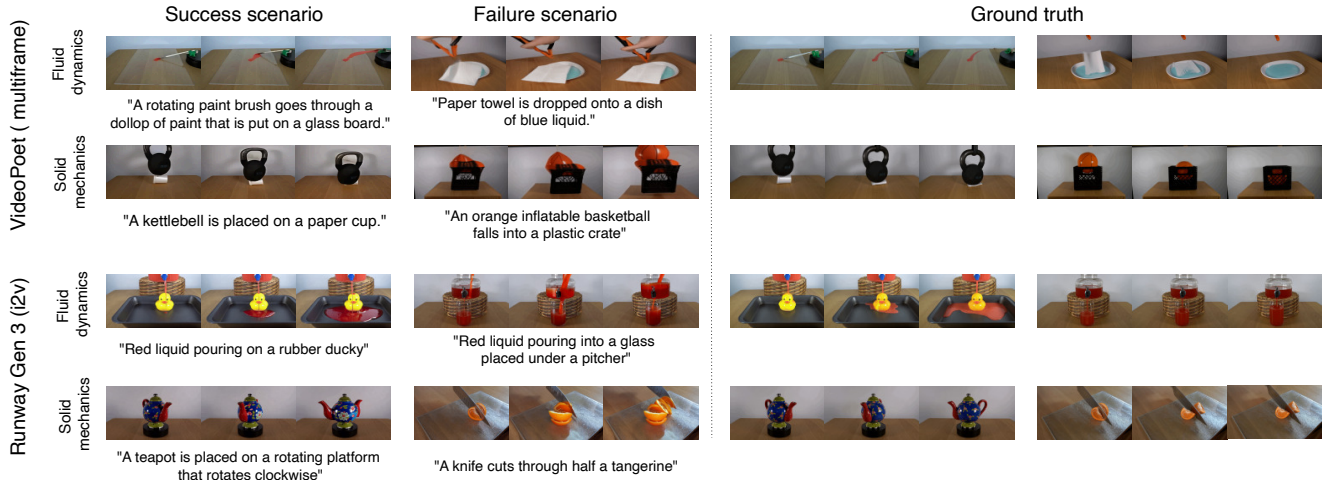 Success scenario
Failure scenario
Ground truth
VideoPoet ( multiframe)
Fluid
dynamics
"A rotating paint brush goes through a
dollop of paint that is put on a glass board."
"Paper towel is dropped onto a dish
of blue liquid."
Solid
mechanics
"A kettlebell is placed on a paper cup."
"An orange inflatable basketball
falls into a plastic crate"
Runway Gen 3 (i2v)
Fluid
dynamics
"Red liquid pouring on a rubber ducky"
"Red liquid pouring into a glass
placed under a pitcher"
Solid
mechanics
"A teapot is placed on a rotating platform
that rotates clockwise"
"A knife cuts through half a tangerine"